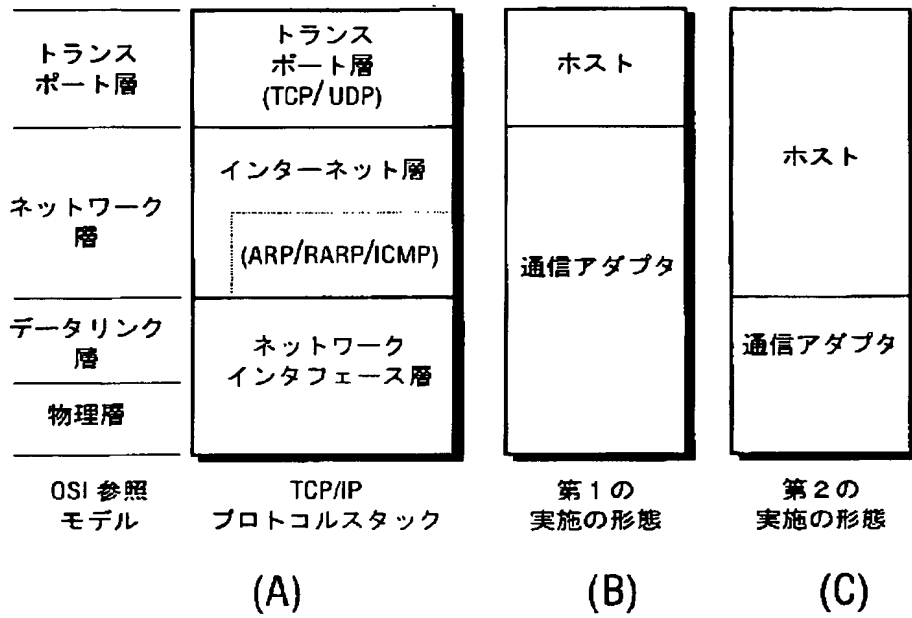 トランス
ポート層
ネットワーク
層
データリンク
層
物理層
OSI 参照
モデル
トランス
ポート層
(TCP/UDP)
インターネット層
(ARP/RARP/ICMP)
ネットワーク
インタフェース層
TCP/IP
プロトコルスタック
(A)
ホスト
通信アダプタ
第1の
実施の形態
(B)
ホスト
通信アダプタ
第2の
実施の形態
(C)